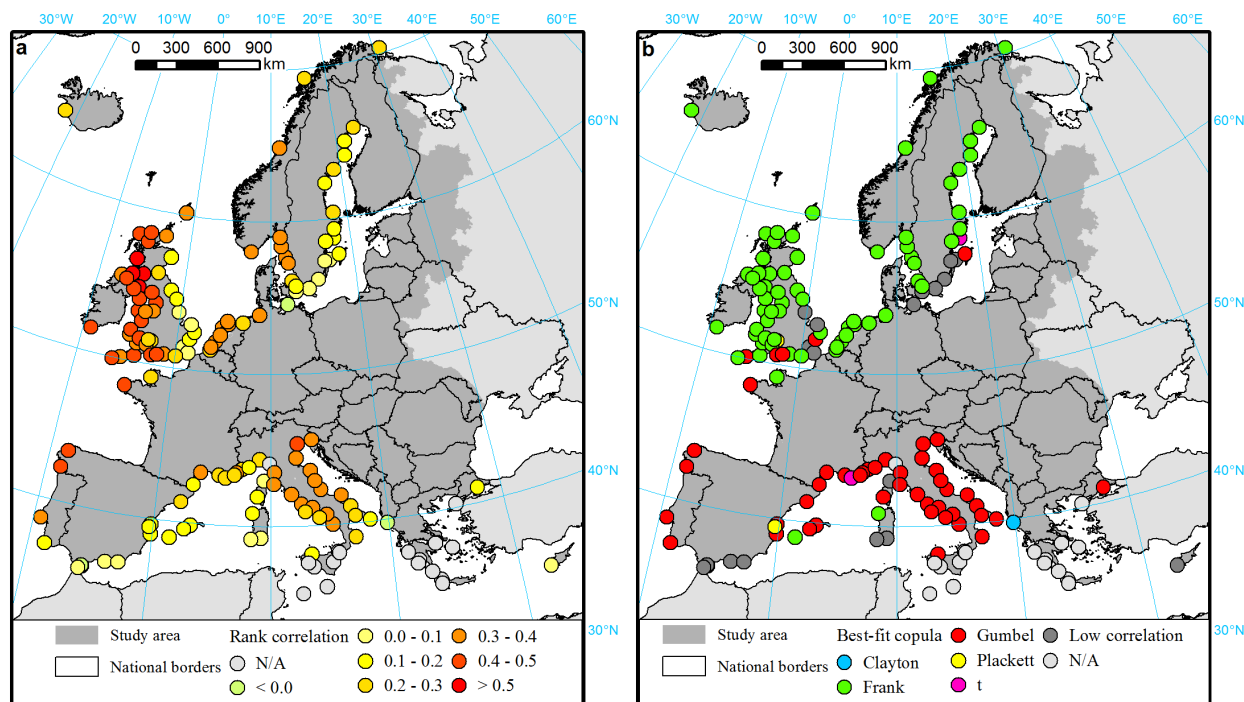 30°W 20°W 10°W 0° 10°E 20°E 30°E 40°E 50°E 60°E
a
0 300 600 900
km
60°N
50°N
40°N
30°N
Study area
National borders
Rank correlation
N/A
< 0.0
0.0 - 0.1
0.1 - 0.2
0.2 - 0.3
0.3 - 0.4
0.4 - 0.5
> 0.5
30°W 20°W 10°W 0° 10°E 20°E 30°E 40°E 50°E 60°E
b
0 300 600 900
km
60°N
50°N
40°N
30°N
Study area
National borders
Best-fit copula
Clayton
Frank
Gumbel
Plackett
t
Low correlation
N/A